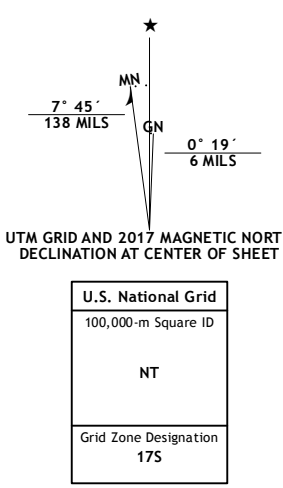 ★
MN
7° 45´
138 MILS
GN
0° 19´
6 MILS
UTM GRID AND 2017 MAGNETIC NORT
DECLINATION AT CENTER OF SHEET
U.S. National Grid
100,000-m Square ID
NT
Grid Zone Designation
17S